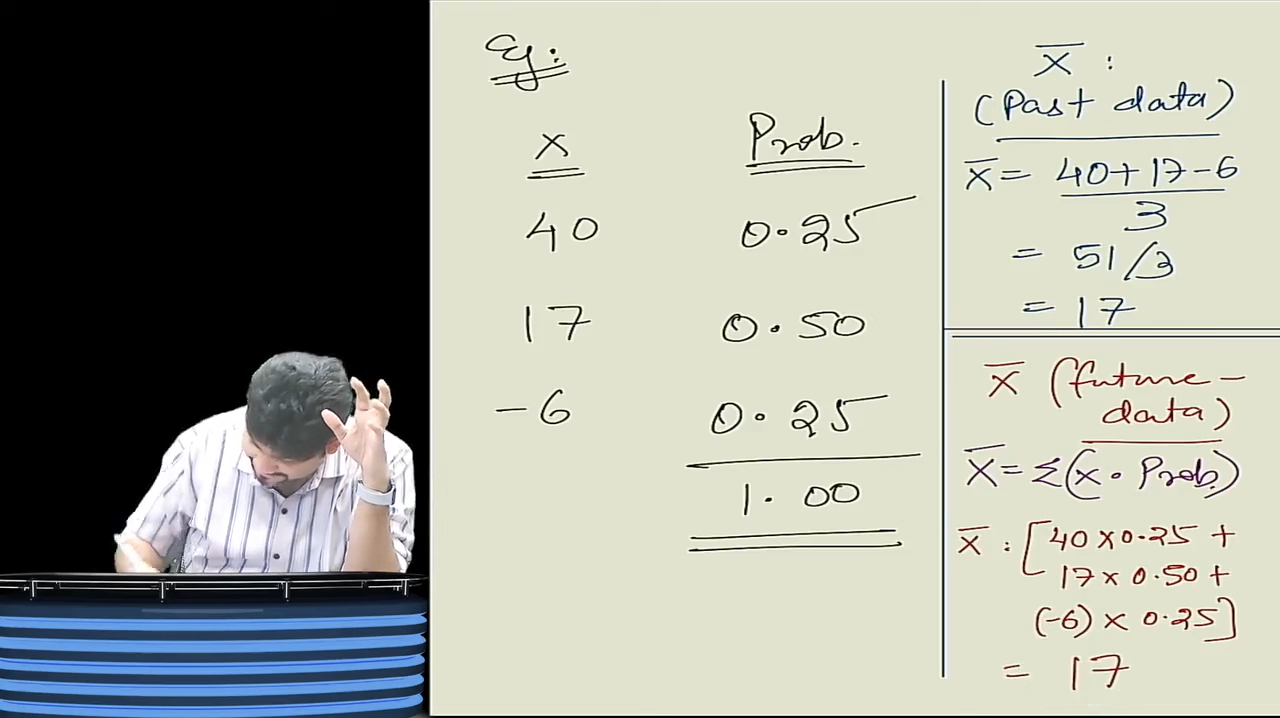 Eg:
x Prob.
40 0.25
17 0.50
-6 0.25
1.00
x̄ :
(Past data)
x̄ = 40+17-6
3
= 51/3
= 17
x̄ (future-
data)
x̄ = Σ(x . Prob.)
x̄ : [40 x 0.25 +
17 x 0.50 +
(-6) x 0.25]
= 17